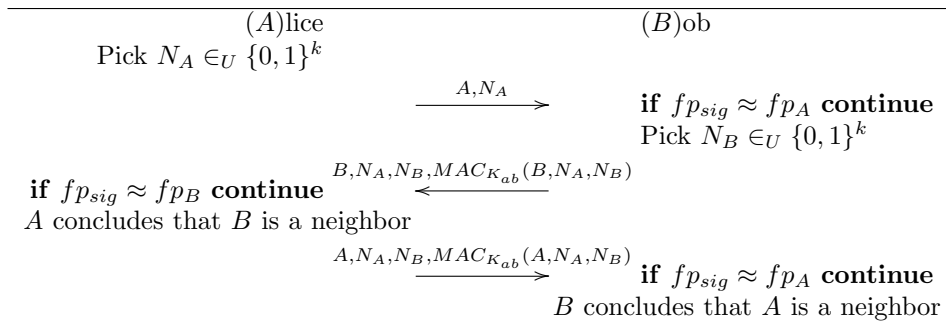 (A)lice (B)ob
Pick N_A ∈_U {0, 1}^k
A,N_A
if fp_sig ≈ fp_A continue
Pick N_B ∈_U {0, 1}^k
B,N_A,N_B,MAC_{K_ab}(B,N_A,N_B)
if fp_sig ≈ fp_B continue
A concludes that B is a neighbor
A,N_A,N_B,MAC_{K_ab}(A,N_A,N_B)
if fp_sig ≈ fp_A continue
B concludes that A is a neighbor